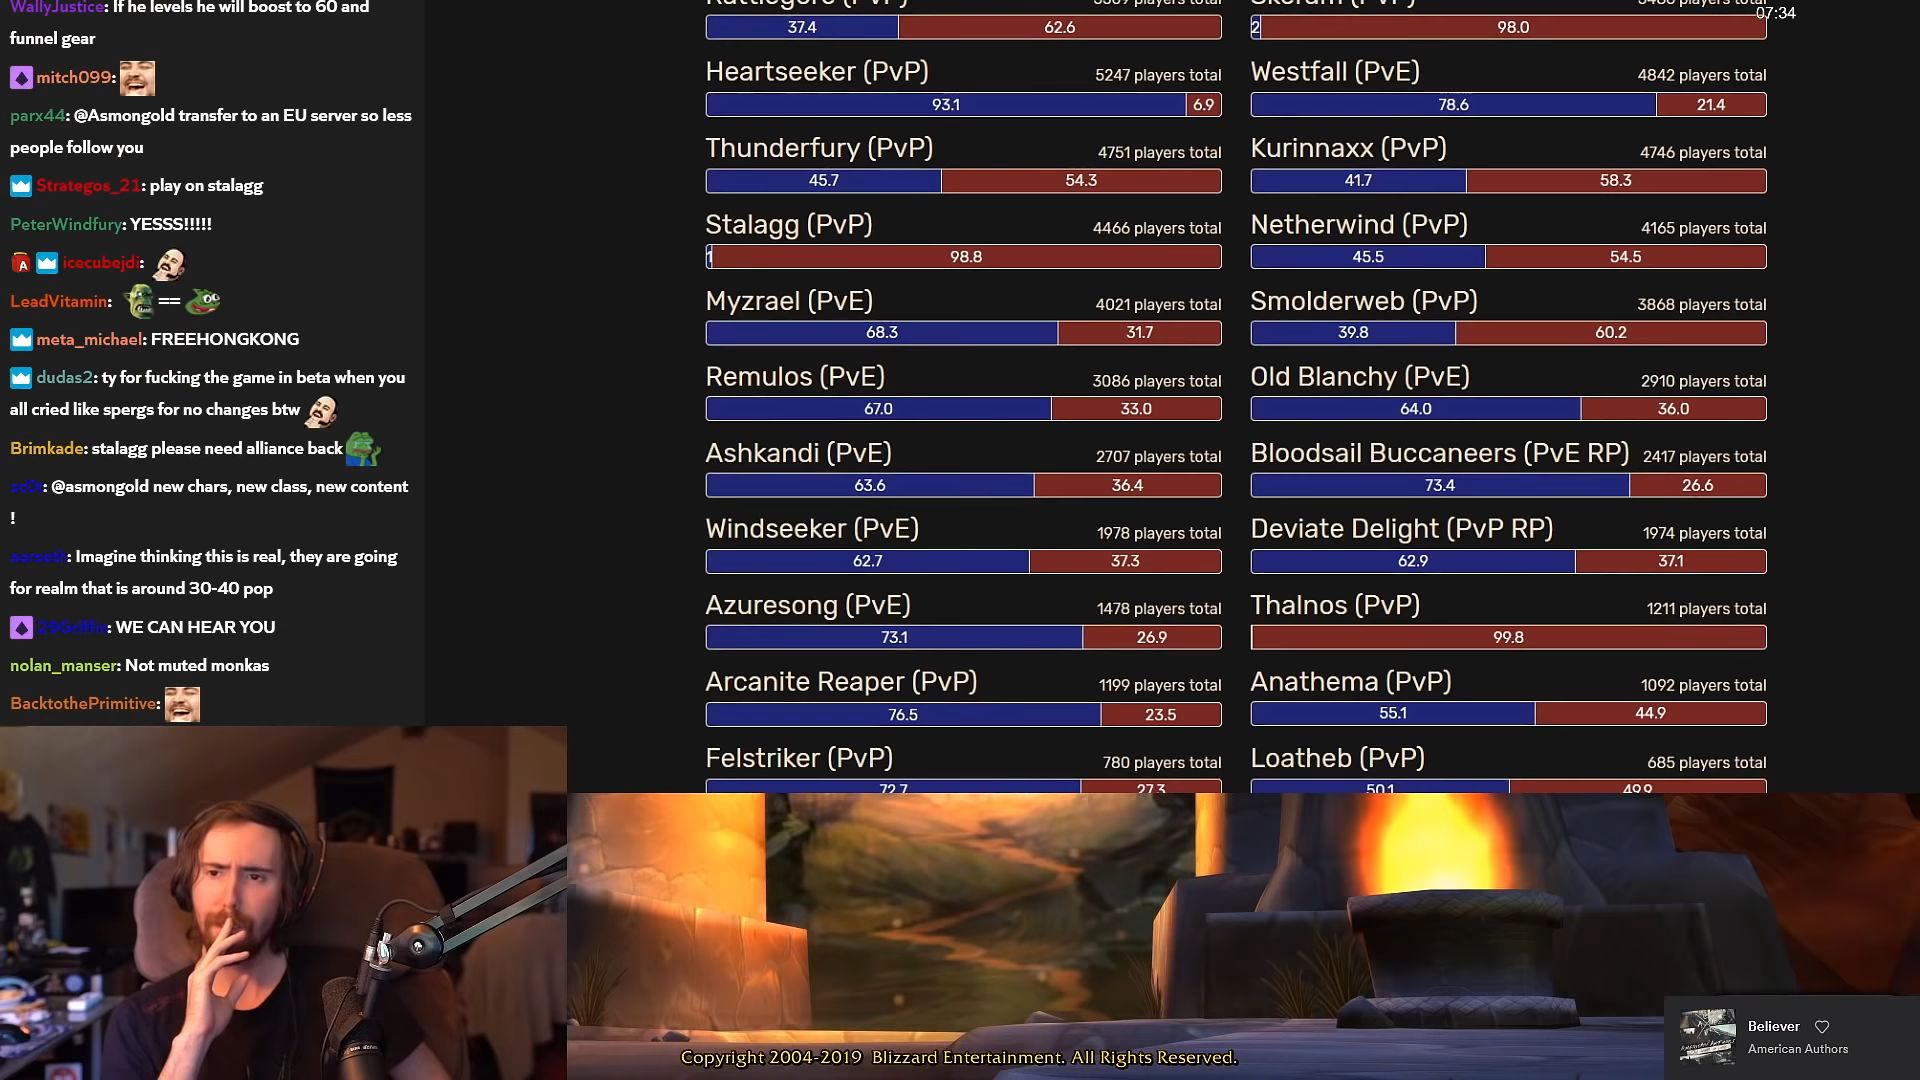 WallyJustice: If he levels he will boost to 60 and
funnel gear
mitch099:
parx44: @Asmongold transfer to an EU server so less
people follow you
Strategos_21: play on stalagg
PeterWindfury: YESSS!!!!!
icecubejdi:
LeadVitamin: ==
meta_michael: FREEHONGKONG
dudas2: ty for fucking the game in beta when you
all cried like spergs for no changes btw
Brimkade: stalagg please need alliance back
: @asmongold new chars, new class, new content
!
: Imagine thinking this is real, they are going
for realm that is around 30-40 pop
29Griffin: WE CAN HEAR YOU
nolan_manser: Not muted monkas
BacktothePrimitive:
07:34
37.4 62.6
2 98.0
Heartseeker (PvP) 5247 players total
93.1 6.9
Westfall (PvE) 4842 players total
78.6 21.4
Thunderfury (PvP) 4751 players total
45.7 54.3
Kurinnaxx (PvP) 4746 players total
41.7 58.3
Stalagg (PvP) 4466 players total
1 98.8
Netherwind (PvP) 4165 players total
45.5 54.5
Myzrael (PvE) 4021 players total
68.3 31.7
Smolderweb (PvP) 3868 players total
39.8 60.2
Remulos (PvE) 3086 players total
67.0 33.0
Old Blanchy (PvE) 2910 players total
64.0 36.0
Ashkandi (PvE) 2707 players total
63.6 36.4
Bloodsail Buccaneers (PvE RP) 2417 players total
73.4 26.6
Windseeker (PvE) 1978 players total
62.7 37.3
Deviate Delight (PvP RP) 1974 players total
62.9 37.1
Azuresong (PvE) 1478 players total
73.1 26.9
Thalnos (PvP) 1211 players total
99.8
Arcanite Reaper (PvP) 1199 players total
76.5 23.5
Anathema (PvP) 1092 players total
55.1 44.9
Felstriker (PvP) 780 players total
72.7 27.3
Loatheb (PvP) 685 players total
50.1 49.9
Copyright 2004-2019 Blizzard Entertainment. All Rights Reserved.
Believer
American Authors